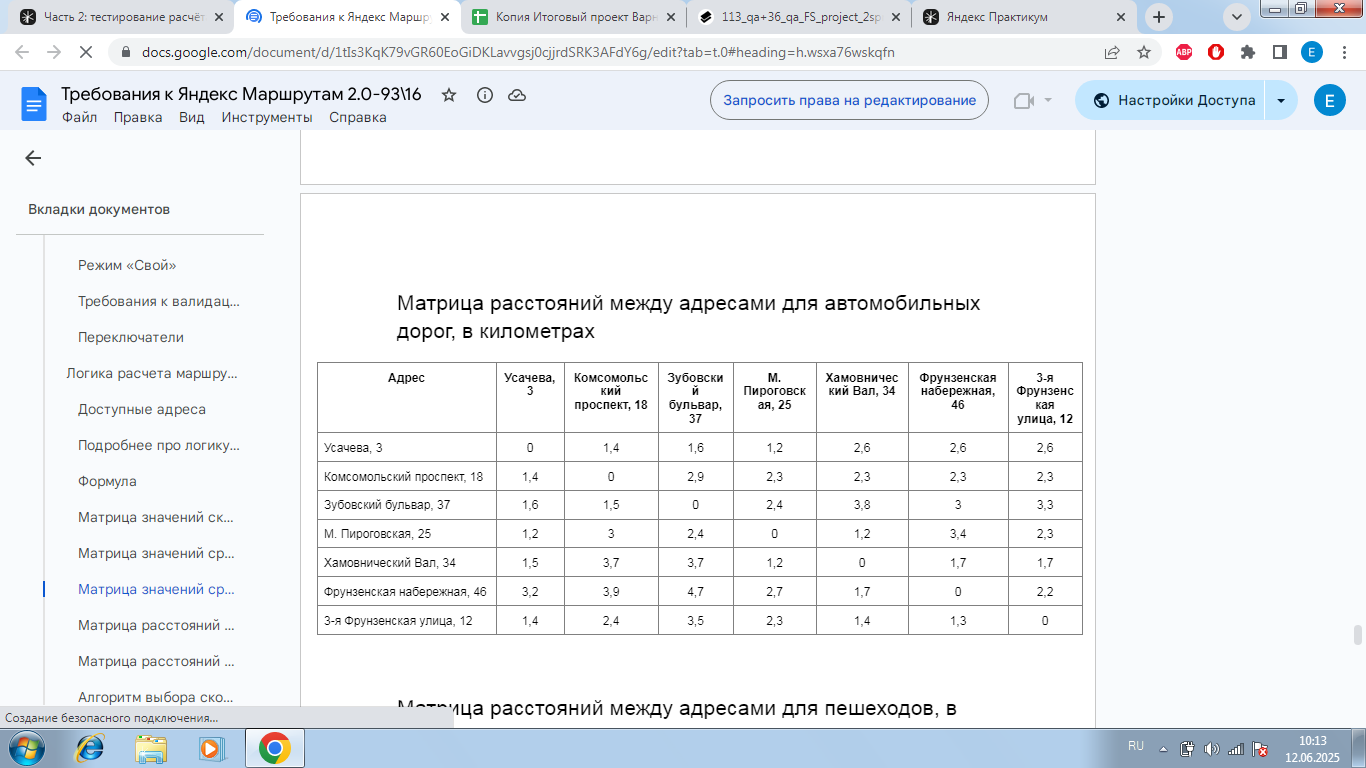 Часть 2: тестирование расчёт
Требования к Яндекс Маршр
Копия Итоговый проект Варн
113_qa+36_qa_FS_project_2sp
Яндекс Практикум
docs.google.com/document/d/1tIs3KqK79vGR60EoGiDKLavvgsj0cjjrdSRK3AFdY6g/edit?tab=t.0#heading=h.wsxa76wskqfn
ABP
E
Требования к Яндекс Маршрутам 2.0-93\16
Запросить права на редактирование
Настройки Доступа
E
Файл Правка Вид Инструменты Справка
Вкладки документов
Режим «Свой»
Требования к валидац...
Переключатели
Логика расчета маршру...
Доступные адреса
Подробнее про логику...
Формула
Матрица значений ск...
Матрица значений ср...
Матрица значений ср...
Матрица расстояний ...
Матрица расстояний ...
Алгоритм выбора ско...
Матрица расстояний между адресами для автомобильных
дорог, в километрах
Адрес Усачева, 3 Комсомольский проспект, 18 Зубовский бульвар, 37 М. Пироговская, 25 Хамовнический Вал, 34 Фрунзенская набережная, 46 3-я Фрунзенская улица, 12
Усачева, 3 0 1,4 1,6 1,2 2,6 2,6 2,6
Комсомольский проспект, 18 1,4 0 2,9 2,3 2,3 2,3 2,3
Зубовский бульвар, 37 1,6 1,5 0 2,4 3,8 3 3,3
М. Пироговская, 25 1,2 3 2,4 0 1,2 3,4 2,3
Хамовнический Вал, 34 1,5 3,7 3,7 1,2 0 1,7 1,7
Фрунзенская набережная, 46 3,2 3,9 4,7 2,7 1,7 0 2,2
3-я Фрунзенская улица, 12 1,4 2,4 3,5 2,3 1,4 1,3 0
Матрица расстояний между адресами для пешеходов, в
Создание безопасного подключения...
RU
10:13
12.06.2025